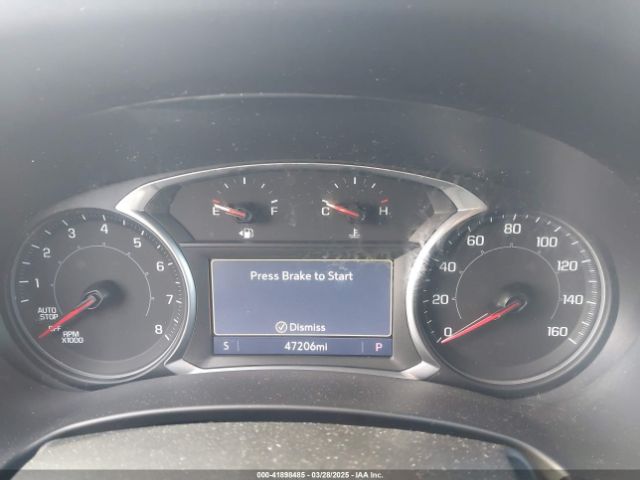 E F
C H
1 2 3 4 5 6 7 8
AUTO
STOP
OFF
RPM
X1000
Press Brake to Start
Dismiss
S 47206mi P
0 20 40 60 80 100 120 140 160
000-41898485 - 03/28/2025 - IAA Inc.